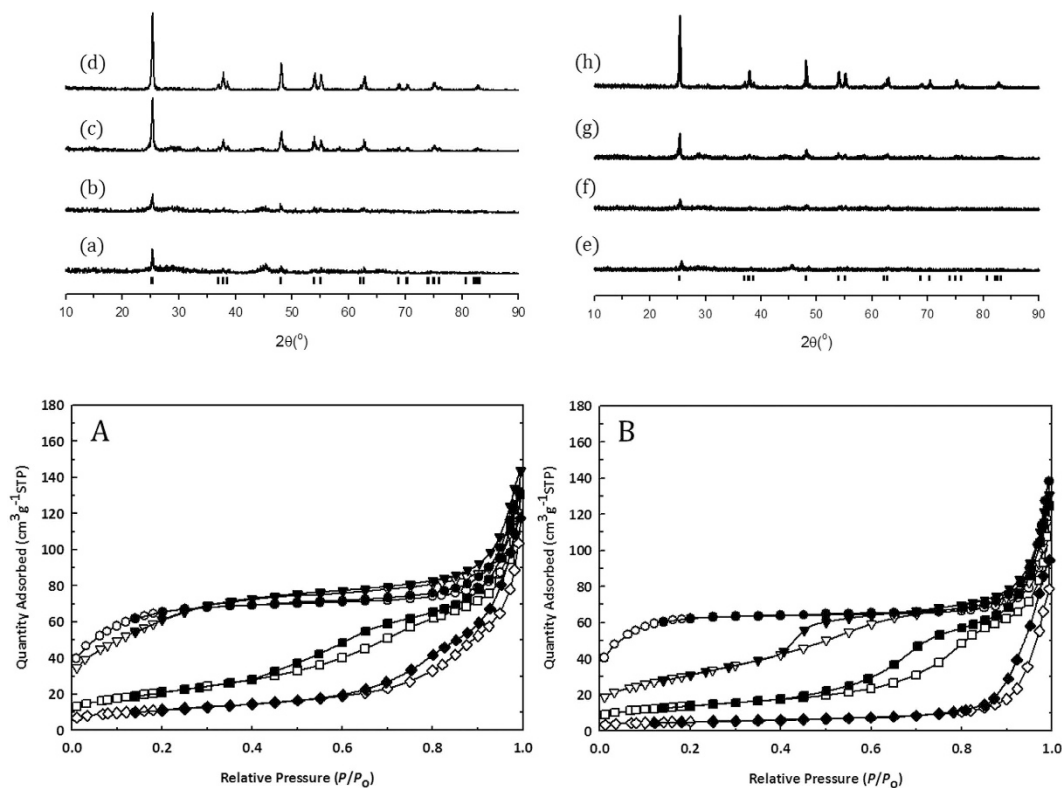 (d)
(c)
(b)
(a)
10 20 30 40 50 60 70 80 90
2θ(°)
(h)
(g)
(f)
(e)
10 20 30 40 50 60 70 80 90
2θ(°)
A
180
160
140
120
100
80
60
40
20
0
Quantity Adsorbed (cm³g⁻¹STP)
0.0 0.2 0.4 0.6 0.8 1.0
Relative Pressure (P/Pₒ)
B
180
160
140
120
100
80
60
40
20
0
Quantity Adsorbed (cm³g⁻¹STP)
0.0 0.2 0.4 0.6 0.8 1.0
Relative Pressure (P/Pₒ)